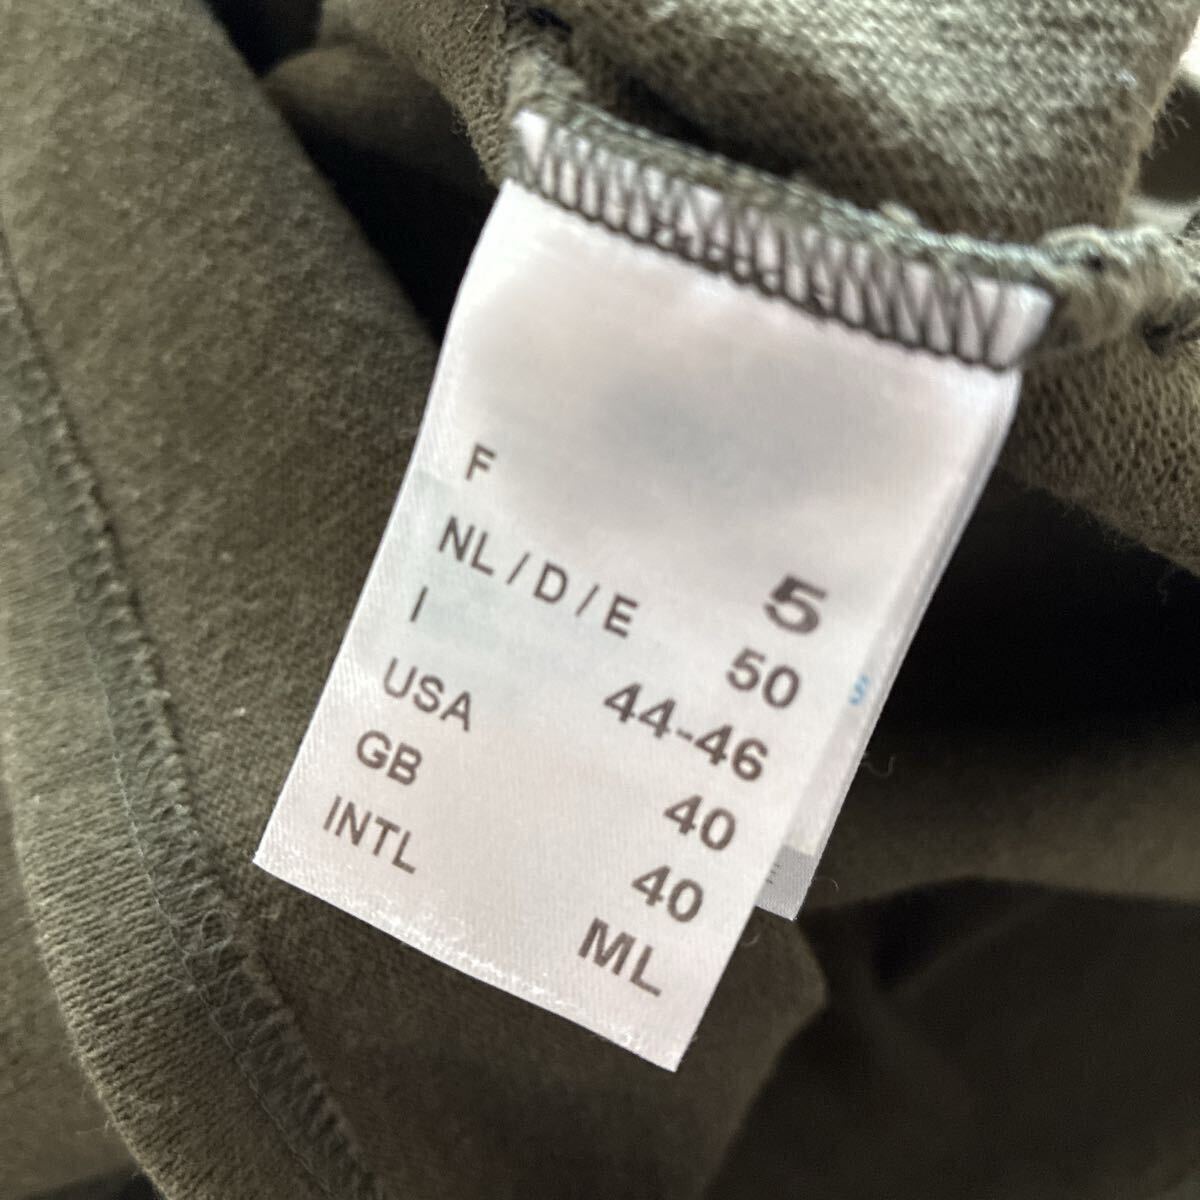 F 5
NL / D / E 50
I 44-46
USA 40
GB 40
INTL ML
S